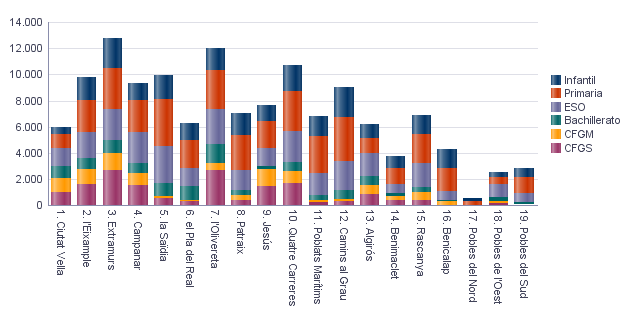 14.000
12.000
10.000
8.000
6.000
4.000
2.000
0
Infantil
Primaria
ESO
Bachillerato
CFGM
CFGS
1. Ciutat Vella
2. l'Eixample
3. Extramurs
4. Campanar
5. la Saïdia
6. el Pla del Real
7. l'Olivereta
8. Patraix
9. Jesús
10. Quatre Carreres
11. Poblats Marítims
12. Camins al Grau
13. Algirós
14. Benimaclet
15. Rascanya
16. Benicalap
17. Pobles del Nord
18. Pobles de l'Oest
19. Pobles del Sud